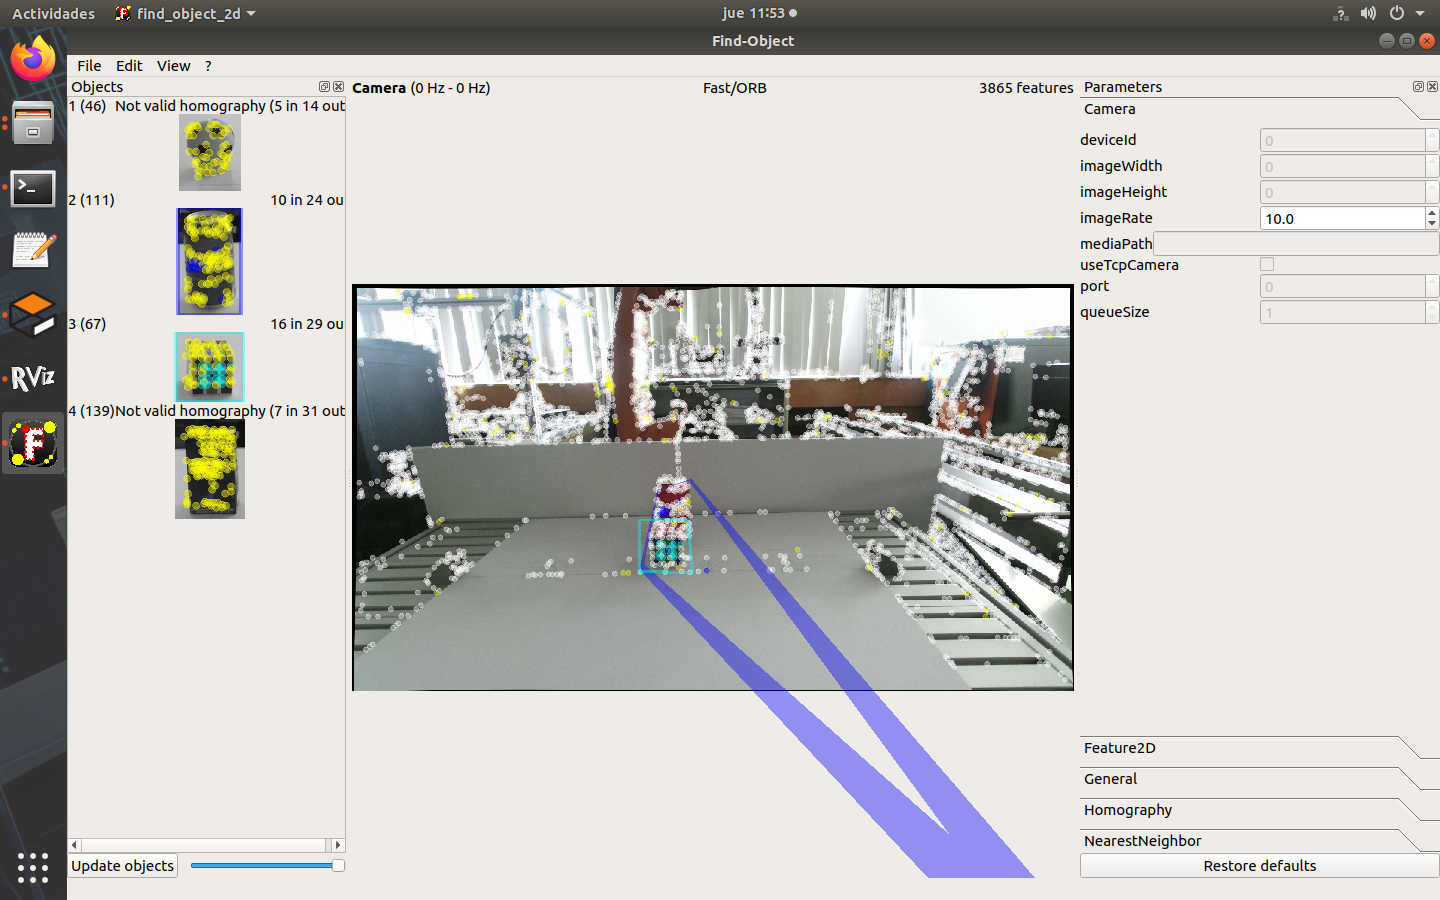 Actividades
find_object_2d
jue 11:53
Find-Object
File Edit View ?
Objects
1 (46) Not valid homography (5 in 14 out
2 (111) 10 in 24 ou
3 (67) 16 in 29 ou
4 (139)Not valid homography (7 in 31 out
Update objects
Camera (0 Hz - 0 Hz) Fast/ORB 3865 features
Parameters
Camera
deviceId 0
imageWidth 0
imageHeight 0
imageRate 10.0
mediaPath
useTcpCamera
port 0
queueSize 1
Feature2D
General
Homography
NearestNeighbor
Restore defaults
RViz
F